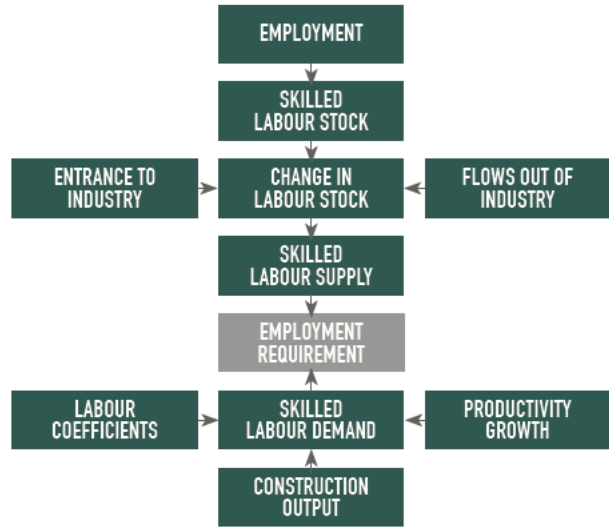 EMPLOYMENT
SKILLED
LABOUR STOCK
ENTRANCE TO
INDUSTRY
CHANGE IN
LABOUR STOCK
FLOWS OUT OF
INDUSTRY
SKILLED
LABOUR SUPPLY
EMPLOYMENT
REQUIREMENT
LABOUR
COEFFICIENTS
SKILLED
LABOUR DEMAND
PRODUCTIVITY
GROWTH
CONSTRUCTION
OUTPUT